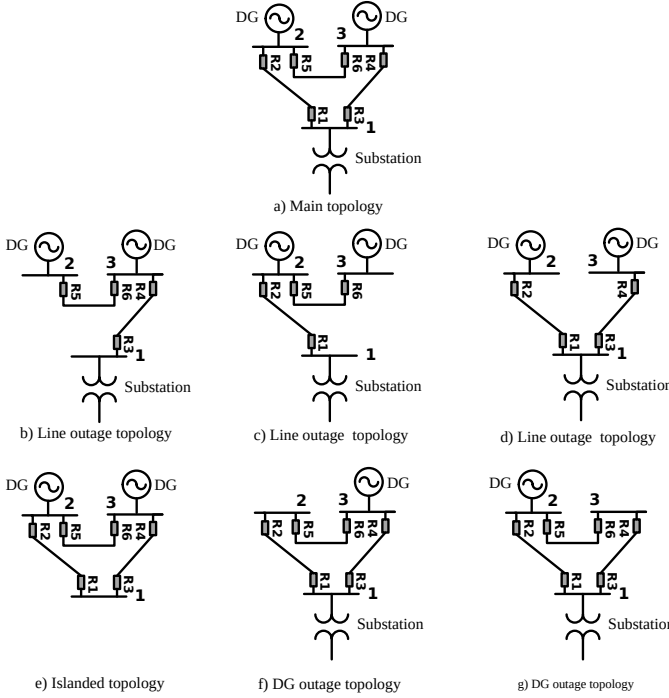 DG
DG
2
3
R2
R5
R6
R4
R1
R3
1
Substation
a) Main topology
DG
DG
2
3
R5
R6
R4
R3
1
Substation
b) Line outage topology
DG
DG
2
3
R2
R5
R6
R1
1
Substation
c) Line outage topology
DG
DG
2
3
R2
R4
R1
R3
1
Substation
d) Line outage topology
DG
DG
2
3
R2
R5
R6
R4
R1
R3
1
e) Islanded topology
DG
2
3
R2
R5
R6
R4
R1
R3
1
Substation
f) DG outage topology
DG
2
3
R2
R5
R6
R4
R1
R3
1
Substation
g) DG outage topology